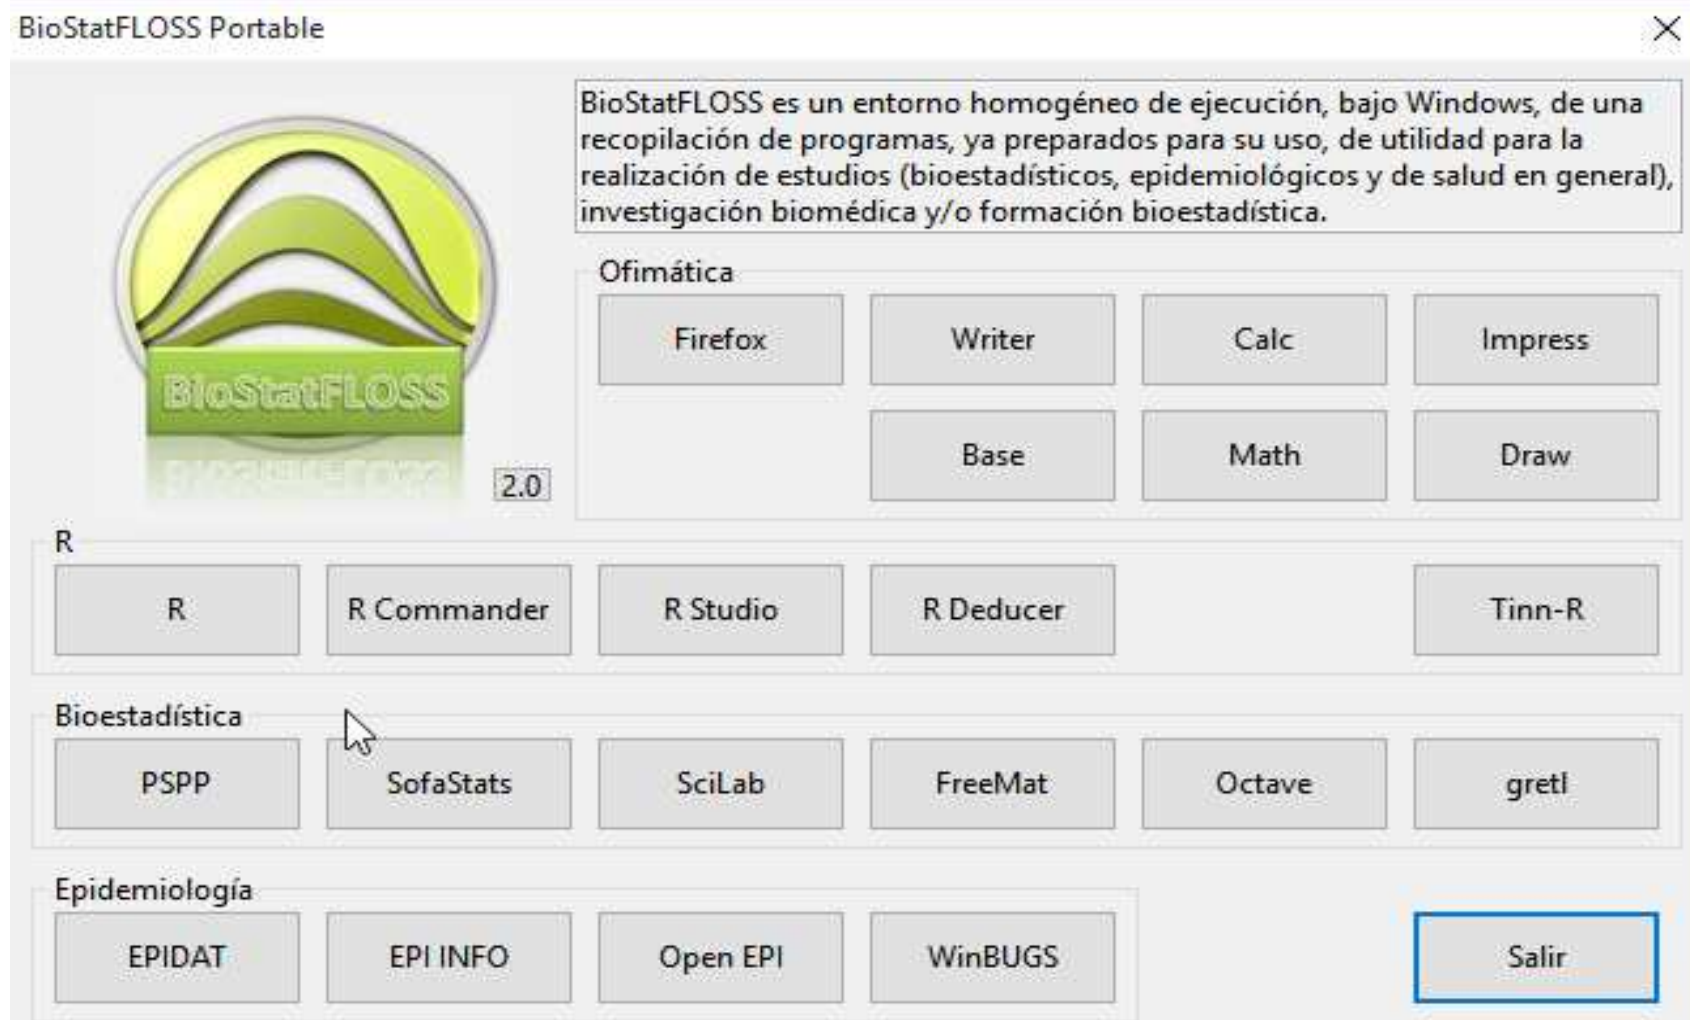 BioStatFLOSS Portable
BioStatFLOSS es un entorno homogéneo de ejecución, bajo Windows, de una
recopilación de programas, ya preparados para su uso, de utilidad para la
realización de estudios (bioestadísticos, epidemiológicos y de salud en general),
investigación biomédica y/o formación bioestadística.
BioStatFLOSS
2.0
Ofimática
Firefox Writer Calc Impress
Base Math Draw
R
R R Commander R Studio R Deducer Tinn-R
Bioestadística
PSPP SofaStats SciLab FreeMat Octave gretl
Epidemiología
EPIDAT EPI INFO Open EPI WinBUGS Salir